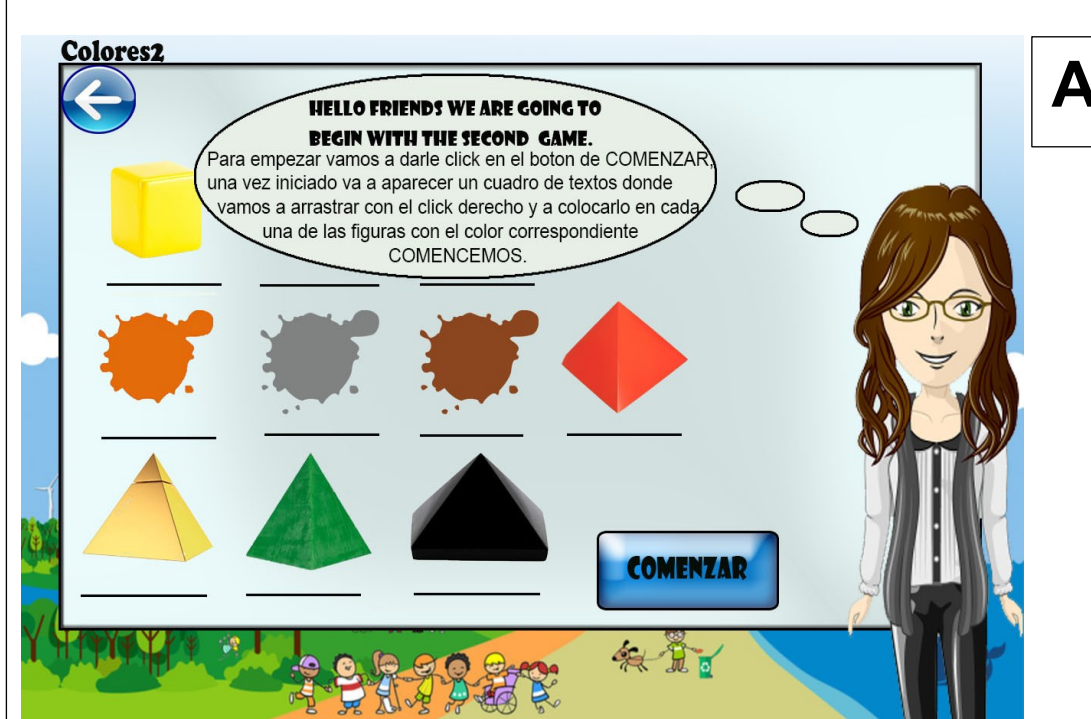 Colores2
A
HELLO FRIENDS WE ARE GOING TO
BEGIN WITH THE SECOND GAME.
Para empezar vamos a darle click en el boton de COMENZAR,
una vez iniciado va a aparecer un cuadro de textos donde
vamos a arrastrar con el click derecho y a colocarlo en cada
una de las figuras con el color correspondiente
COMENCEMOS.
COMENZAR